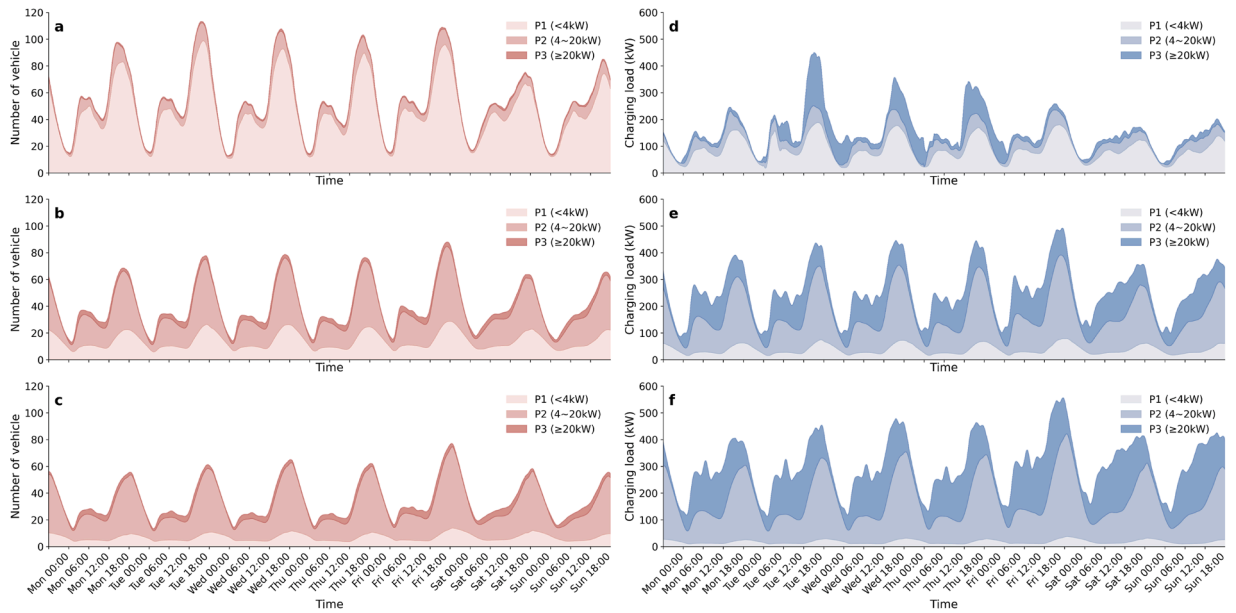 a
Number of vehicle
120
100
80
60
40
20
0
P1 (<4kW)
P2 (4~20kW)
P3 (≥20kW)
Time
d
Charging load (kW)
600
500
400
300
200
100
0
P1 (<4kW)
P2 (4~20kW)
P3 (≥20kW)
Time
b
Number of vehicle
120
100
80
60
40
20
0
P1 (<4kW)
P2 (4~20kW)
P3 (≥20kW)
Time
e
Charging load (kW)
600
500
400
300
200
100
0
P1 (<4kW)
P2 (4~20kW)
P3 (≥20kW)
Time
c
Number of vehicle
120
100
80
60
40
20
0
P1 (<4kW)
P2 (4~20kW)
P3 (≥20kW)
Mon 00:00 Mon 06:00 Mon 12:00 Mon 18:00 Tue 00:00 Tue 06:00 Tue 12:00 Tue 18:00 Wed 00:00 Wed 06:00 Wed 12:00 Wed 18:00 Thu 00:00 Thu 06:00 Thu 12:00 Thu 18:00 Fri 00:00 Fri 06:00 Fri 12:00 Fri 18:00 Sat 00:00 Sat 06:00 Sat 12:00 Sat 18:00 Sun 00:00 Sun 06:00 Sun 12:00 Sun 18:00
Time
f
Charging load (kW)
600
500
400
300
200
100
0
P1 (<4kW)
P2 (4~20kW)
P3 (≥20kW)
Mon 00:00 Mon 06:00 Mon 12:00 Mon 18:00 Tue 00:00 Tue 06:00 Tue 12:00 Tue 18:00 Wed 00:00 Wed 06:00 Wed 12:00 Wed 18:00 Thu 00:00 Thu 06:00 Thu 12:00 Thu 18:00 Fri 00:00 Fri 06:00 Fri 12:00 Fri 18:00 Sat 00:00 Sat 06:00 Sat 12:00 Sat 18:00 Sun 00:00 Sun 06:00 Sun 12:00 Sun 18:00
Time